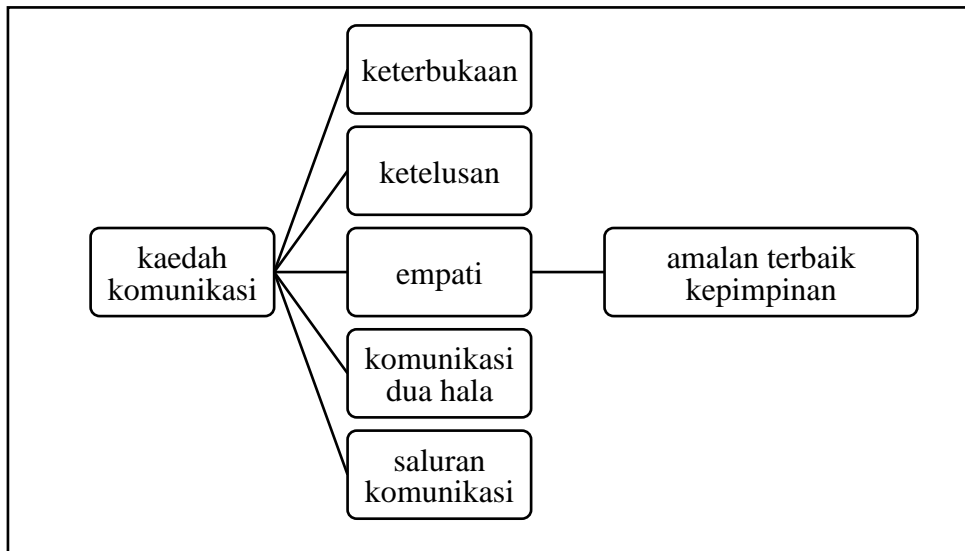 kaedah
komunikasi
keterbukaan
ketelusan
empati
komunikasi
dua hala
saluran
komunikasi
amalan terbaik
kepimpinan